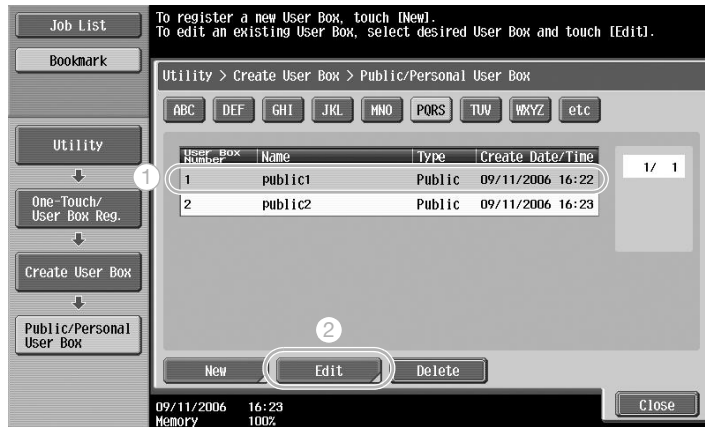 Job List
Bookmark
To register a new User Box, touch [New].
To edit an existing User Box, select desired User Box and touch [Edit].
Utility > Create User Box > Public/Personal User Box
ABC DEF GHI JKL MNO PQRS TUV WXYZ etc
Utility
One-Touch/
User Box Reg.
Create User Box
Public/Personal
User Box
User Box
Number Name Type Create Date/Time
1
1 public1 Public 09/11/2006 16:22
2 public2 Public 09/11/2006 16:23
1/ 1
2
New Edit Delete
09/11/2006 16:23
Memory 100%
Close